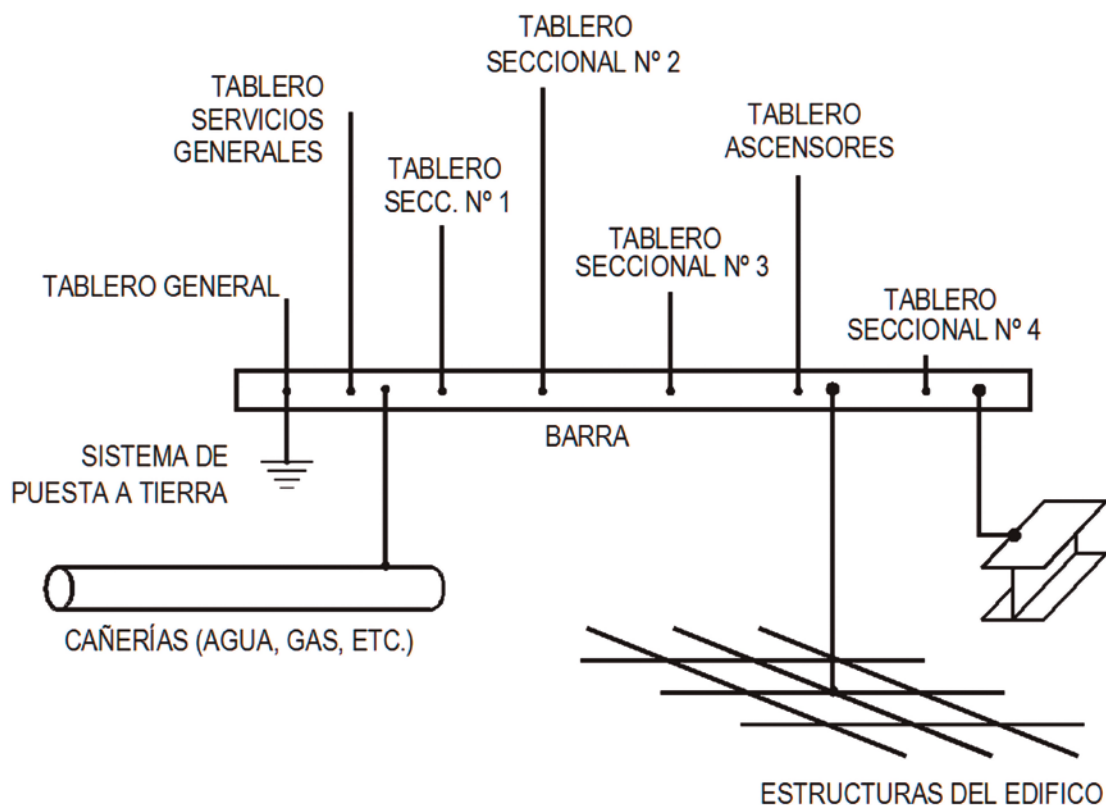 TABLERO
SECCIONAL Nº 2
TABLERO
SERVICIOS
GENERALES
TABLERO
ASCENSORES
TABLERO
SECC. Nº 1
TABLERO
SECCIONAL Nº 3
TABLERO GENERAL
TABLERO
SECCIONAL Nº 4
BARRA
SISTEMA DE
PUESTA A TIERRA
CAÑERÍAS (AGUA, GAS, ETC.)
ESTRUCTURAS DEL EDIFICO